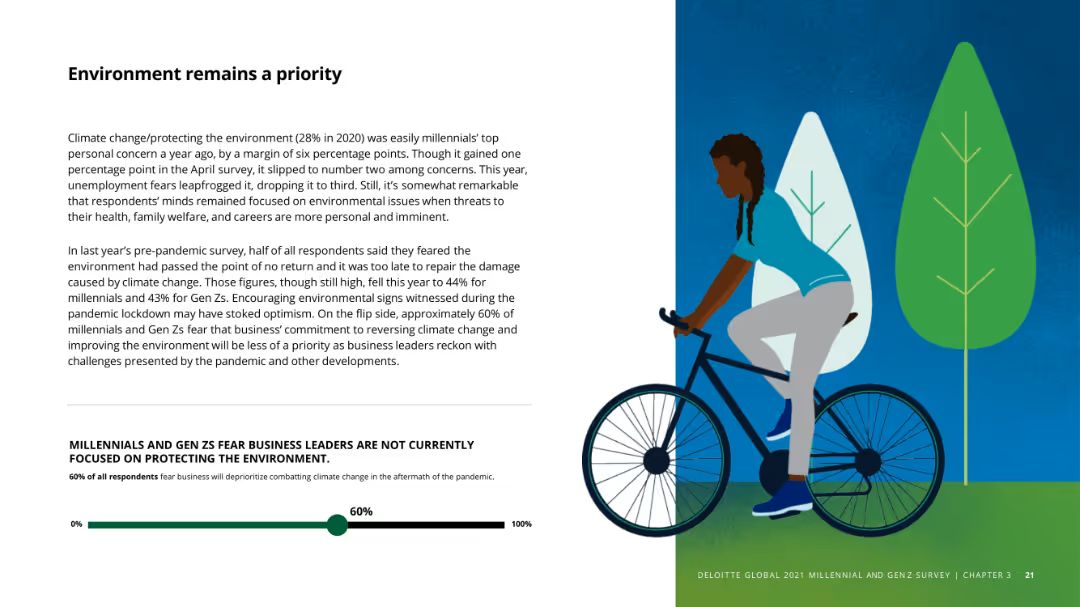 Environment remains a priority
Climate change/protecting the environment (28% in 2020) was easily millennials’ top
personal concern a year ago, by a margin of six percentage points. Though it gained one
percentage point in the April survey, it slipped to number two among concerns. This year,
unemployment fears leapfrogged it, dropping it to third. Still, it’s somewhat remarkable
that respondents’ minds remained focused on environmental issues when threats to
their health, family welfare, and careers are more personal and imminent.
In last year’s pre-pandemic survey, half of all respondents said they feared the
environment had passed the point of no return and it was too late to repair the damage
caused by climate change. Those figures, though still high, fell this year to 44% for
millennials and 43% for Gen Zs. Encouraging environmental signs witnessed during the
pandemic lockdown may have stoked optimism. On the flip side, approximately 60% of
millennials and Gen Zs fear that business’ commitment to reversing climate change and
improving the environment will be less of a priority as business leaders reckon with
challenges presented by the pandemic and other developments.
MILLENNIALS AND GEN ZS FEAR BUSINESS LEADERS ARE NOT CURRENTLY
FOCUSED ON PROTECTING THE ENVIRONMENT.
60% of all respondents fear business will deprioritize combatting climate change in the aftermath of the pandemic.
60%
0% 100%
DELOITTE GLOBAL 2021 MILLENNIAL AND GEN Z SURVEY | CHAPTER 3 21